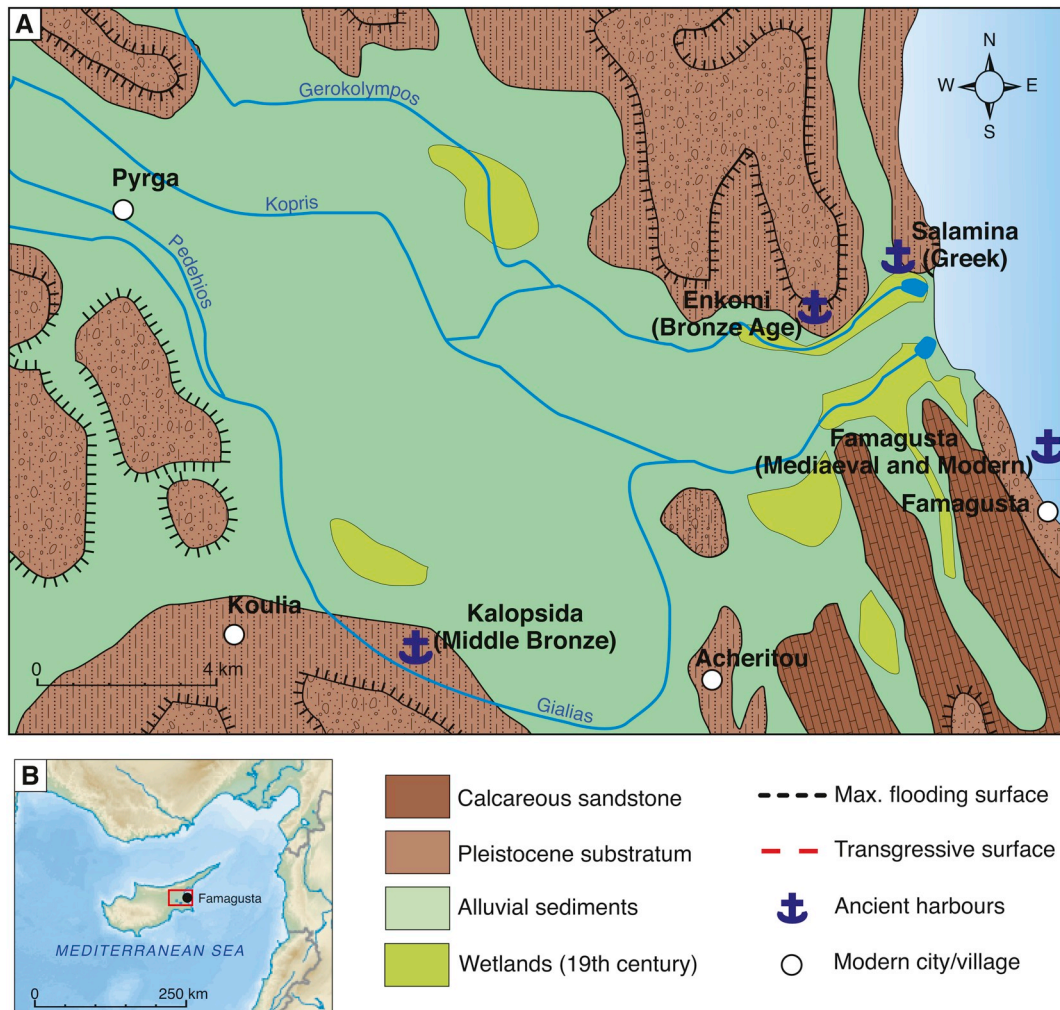 A
N
W
E
S
Gerokolympos
Pyrga
Kopris
Salamina
(Greek)
Pedehios
Enkomi
(Bronze Age)
Famagusta
(Mediaeval and Modern)
Famagusta
Koulia
Kalopsida
(Middle Bronze)
0
4 km
Acheritou
Gialias
B
Famagusta
MEDITERRANEAN SEA
0
250 km
Calcareous sandstone
Pleistocene substratum
Alluvial sediments
Wetlands (19th century)
Max. flooding surface
Transgressive surface
Ancient harbours
Modern city/village